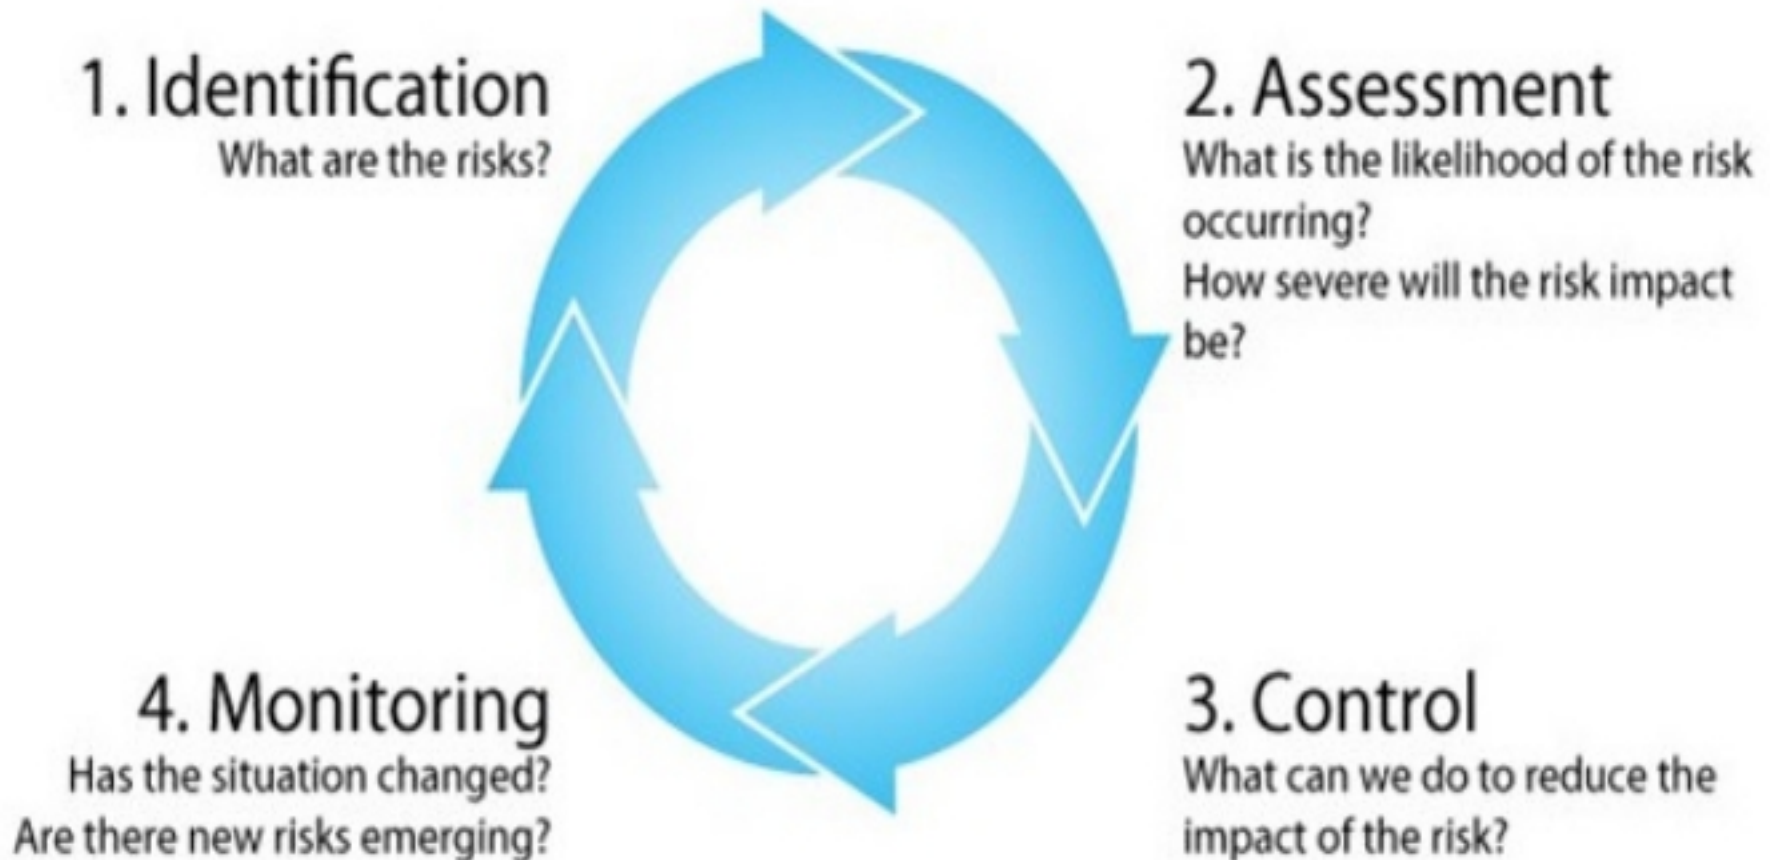 1. Identification
What are the risks?
2. Assessment
What is the likelihood of the risk
occurring?
How severe will the risk impact
be?
3. Control
What can we do to reduce the
impact of the risk?
4. Monitoring
Has the situation changed?
Are there new risks emerging?